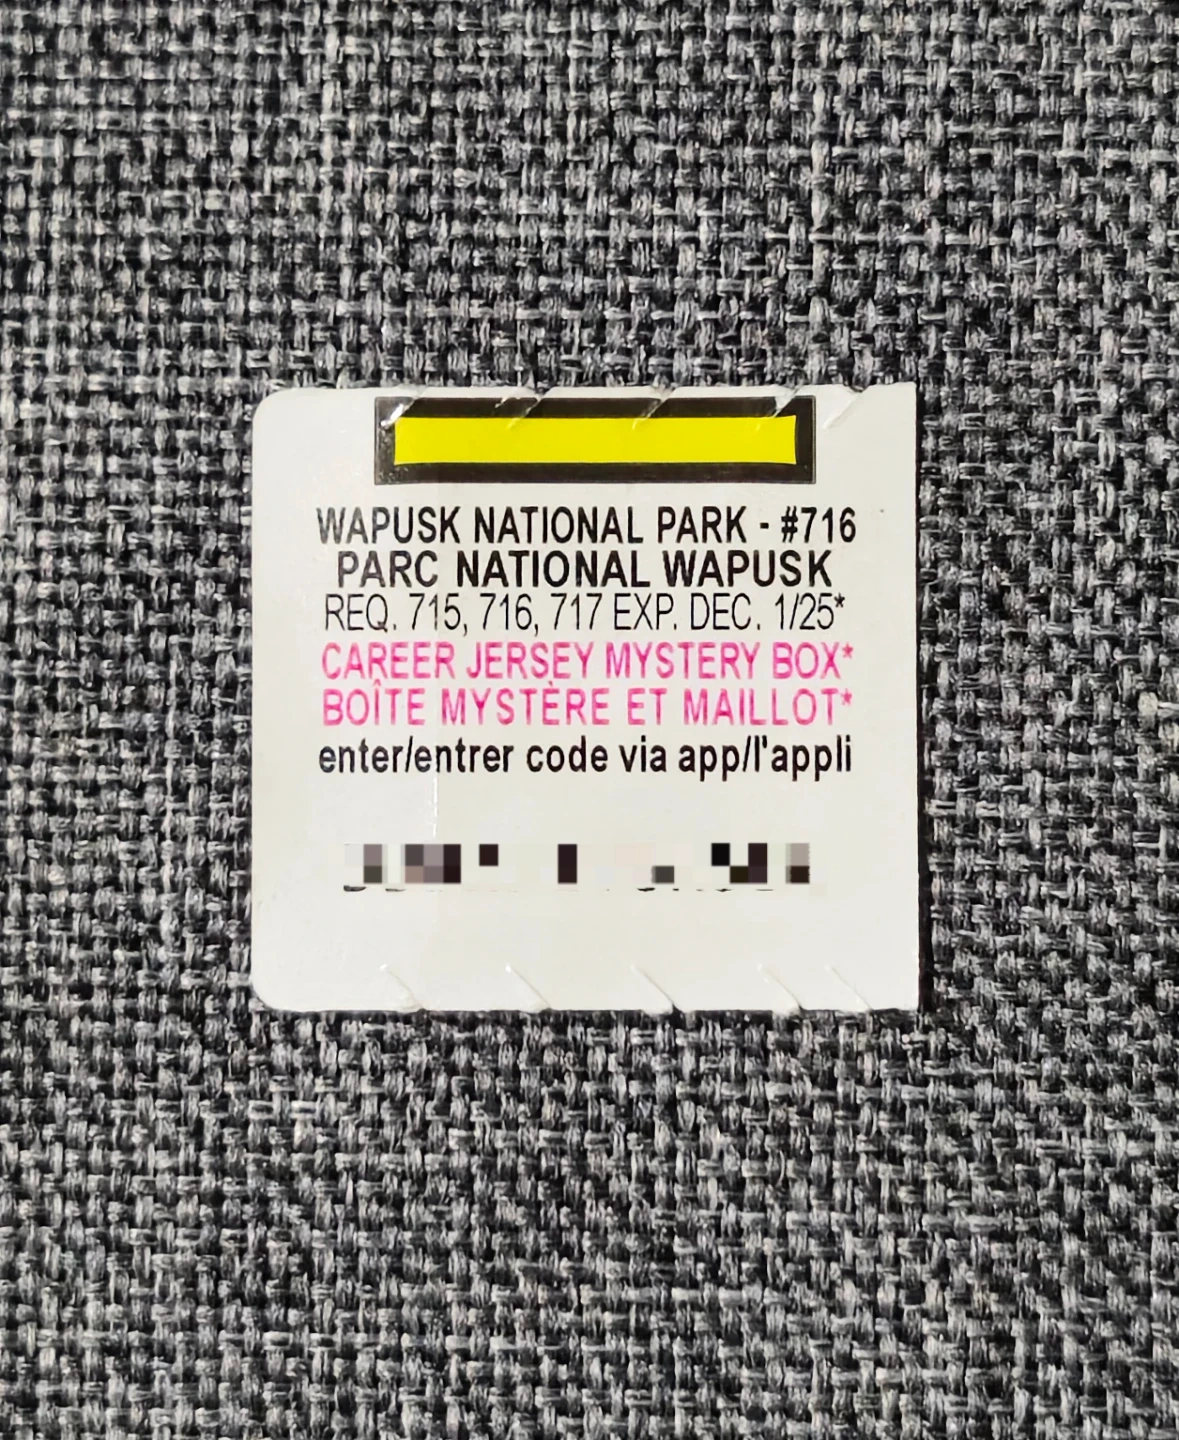 WAPUSK NATIONAL PARK - #716
PARC NATIONAL WAPUSK
REQ. 715, 716, 717 EXP. DEC. 1/25*
CAREER JERSEY MYSTERY BOX*
BOÎTE MYSTÈRE ET MAILLOT*
enter/entrer code via app/l'appli